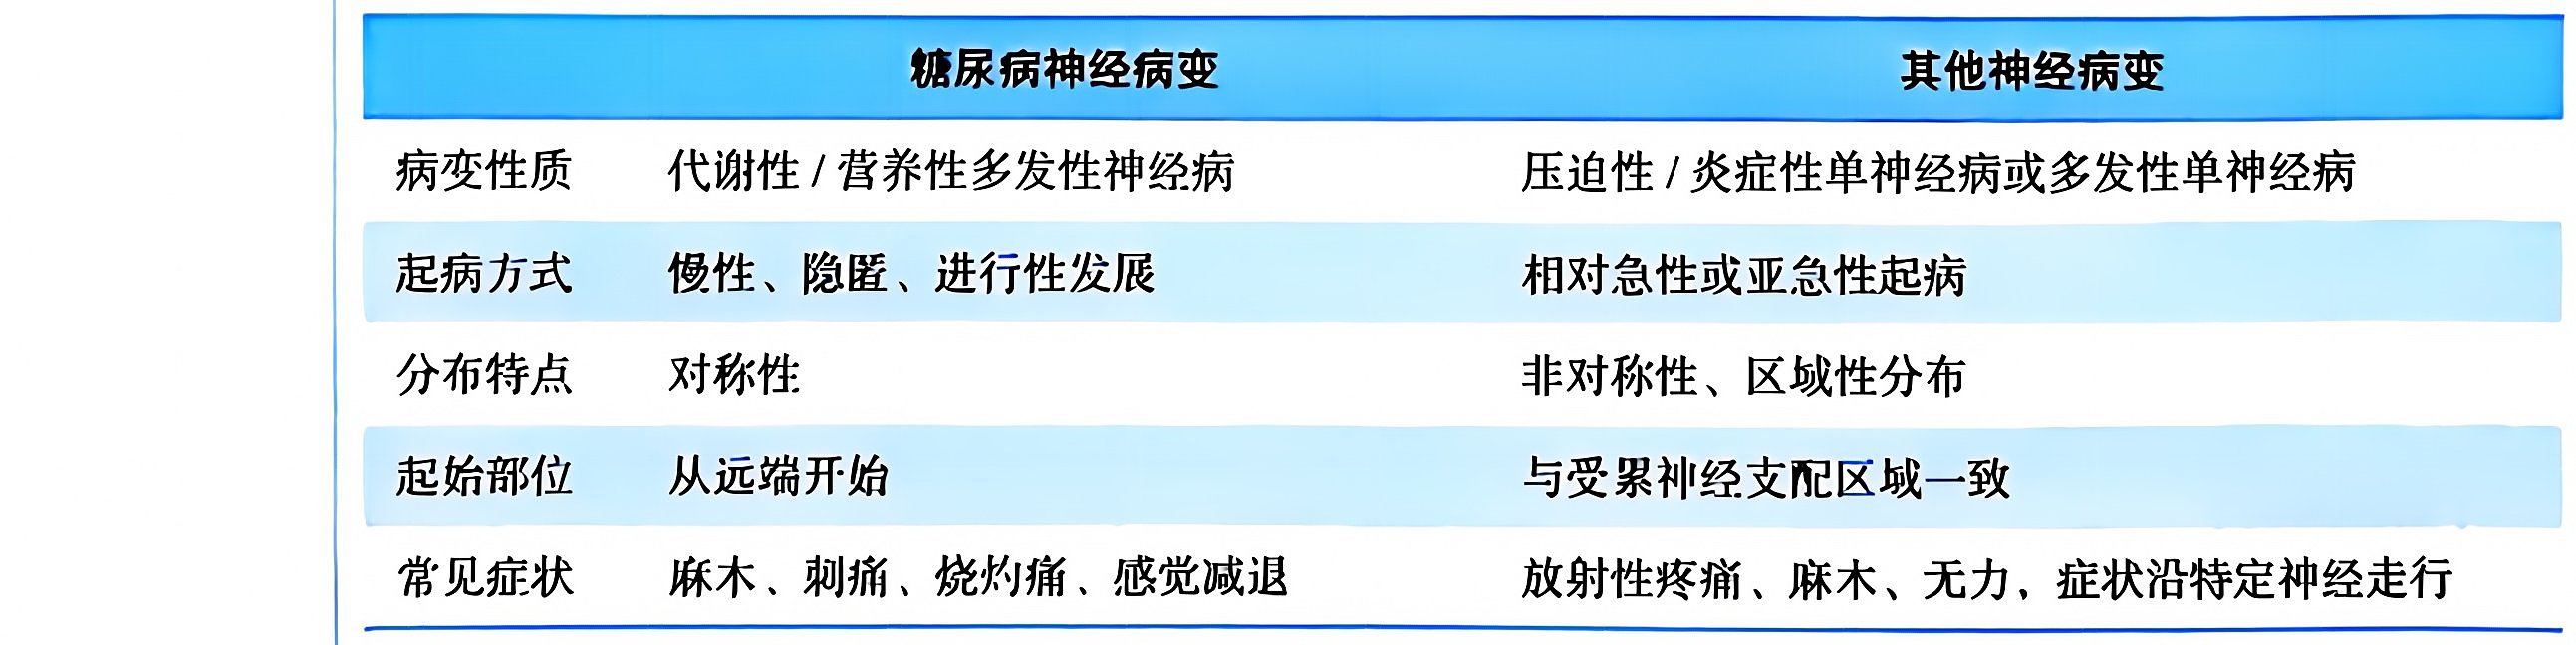 糖尿病神经病变 其他神经病变
病变性质 代谢性 / 营养性多发性神经病 压迫性 / 炎症性单神经病或多发性单神经病
起病方式 慢性、隐匿、进行性发展 相对急性或亚急性起病
分布特点 对称性 非对称性、区域性分布
起始部位 从远端开始 与受累神经支配区域一致
常见症状 麻木、刺痛、烧灼痛、感觉减退 放射性疼痛、麻木、无力，症状沿特定神经走行